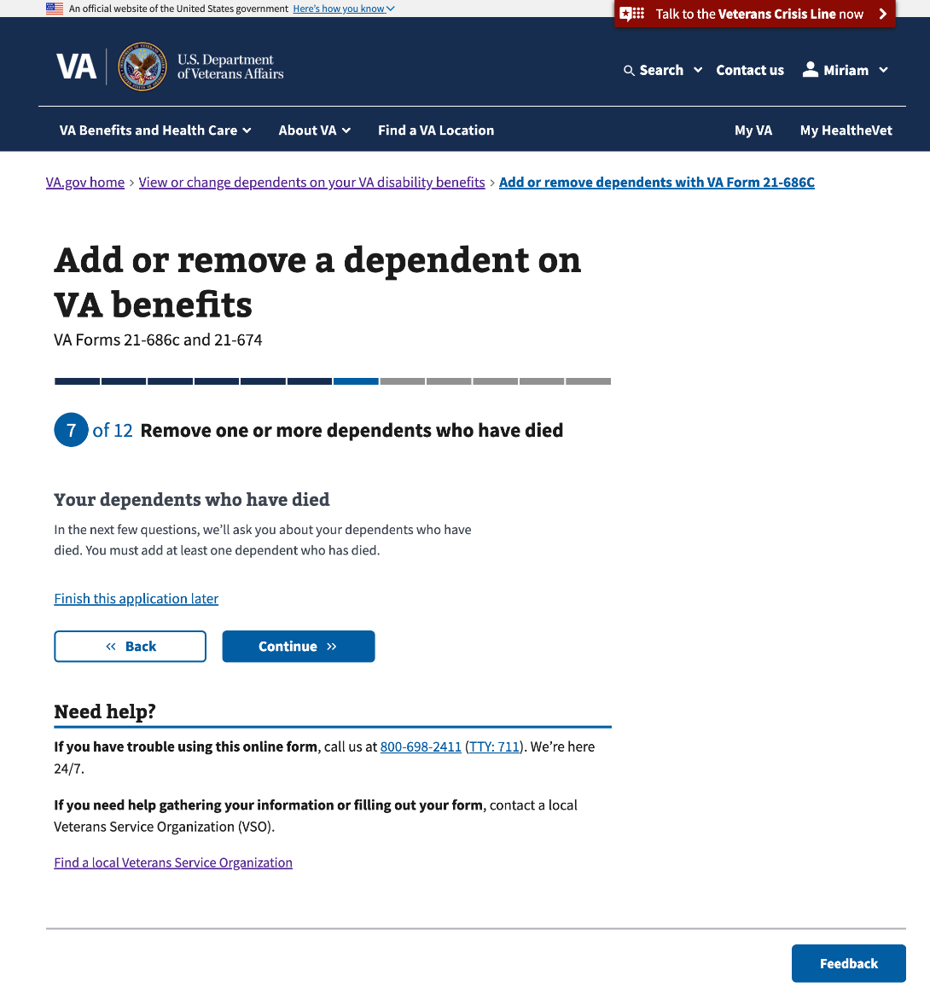 An official website of the United States government Here's how you know
Talk to the Veterans Crisis Line now
VA
U.S. Department
of Veterans Affairs
Search
Contact us
Miriam
VA Benefits and Health Care
About VA
Find a VA Location
My VA
My HealtheVet
VA.gov home › View or change dependents on your VA disability benefits › Add or remove dependents with VA Form 21-686C
Add or remove a dependent on
VA benefits
VA Forms 21-686c and 21-674
7 of 12 Remove one or more dependents who have died
Your dependents who have died
In the next few questions, we’ll ask you about your dependents who have
died. You must add at least one dependent who has died.
Finish this application later
« Back
Continue »
Need help?
If you have trouble using this online form, call us at 800-698-2411 (TTY: 711). We’re here
24/7.
If you need help gathering your information or filling out your form, contact a local
Veterans Service Organization (VSO).
Find a local Veterans Service Organization
Feedback